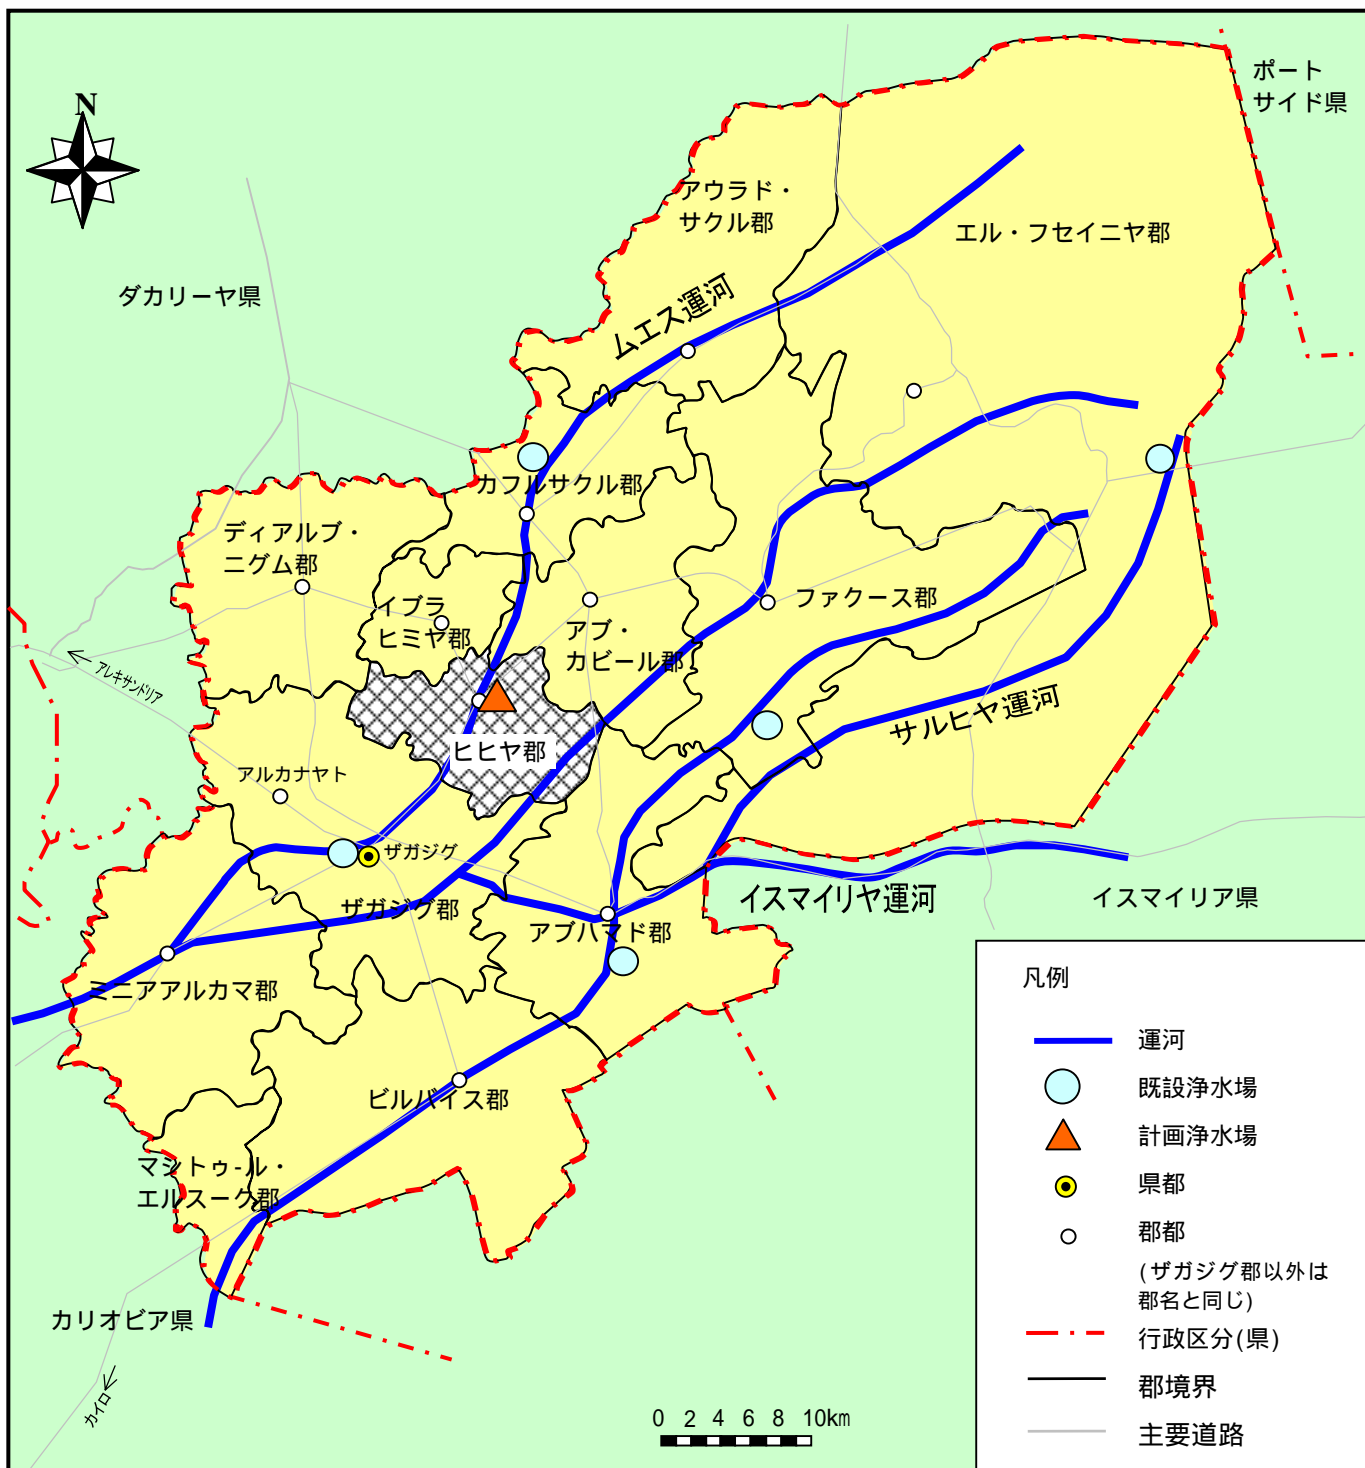 N
ポート
サイド県
アウラド・
サクル郡
エル・フセイニヤ郡
ダカリーヤ県
ムエス運河
カフルサクル郡
ディアルブ・
ニグム郡
イブラ
ヒミヤ郡
アブ・
カビール郡
ファクース郡
アレキサンドリア
サルヒヤ運河
ヒヒヤ郡
アルカナヤト
ザガジグ
ザガジグ郡
イスマイリヤ運河
イスマイリア県
アブハマド郡
ミニアアルカマ郡
ビルバイス郡
マシトゥ-ル・
エルスーク郡
カリオビア県
カイロ
0 2 4 6 8 10km
凡例
運河
既設浄水場
計画浄水場
県都
郡都
(ザガジグ郡以外は
郡名と同じ)
行政区分(県)
郡境界
主要道路